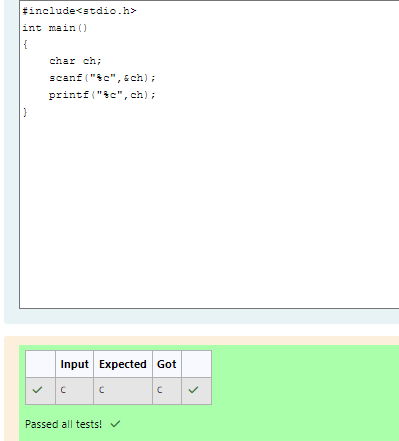 #include<stdio.h>
int main()
{
    char ch;
    scanf("%c",&ch);
    printf("%c",ch);
}
Input Expected Got
c c c
Passed all tests!